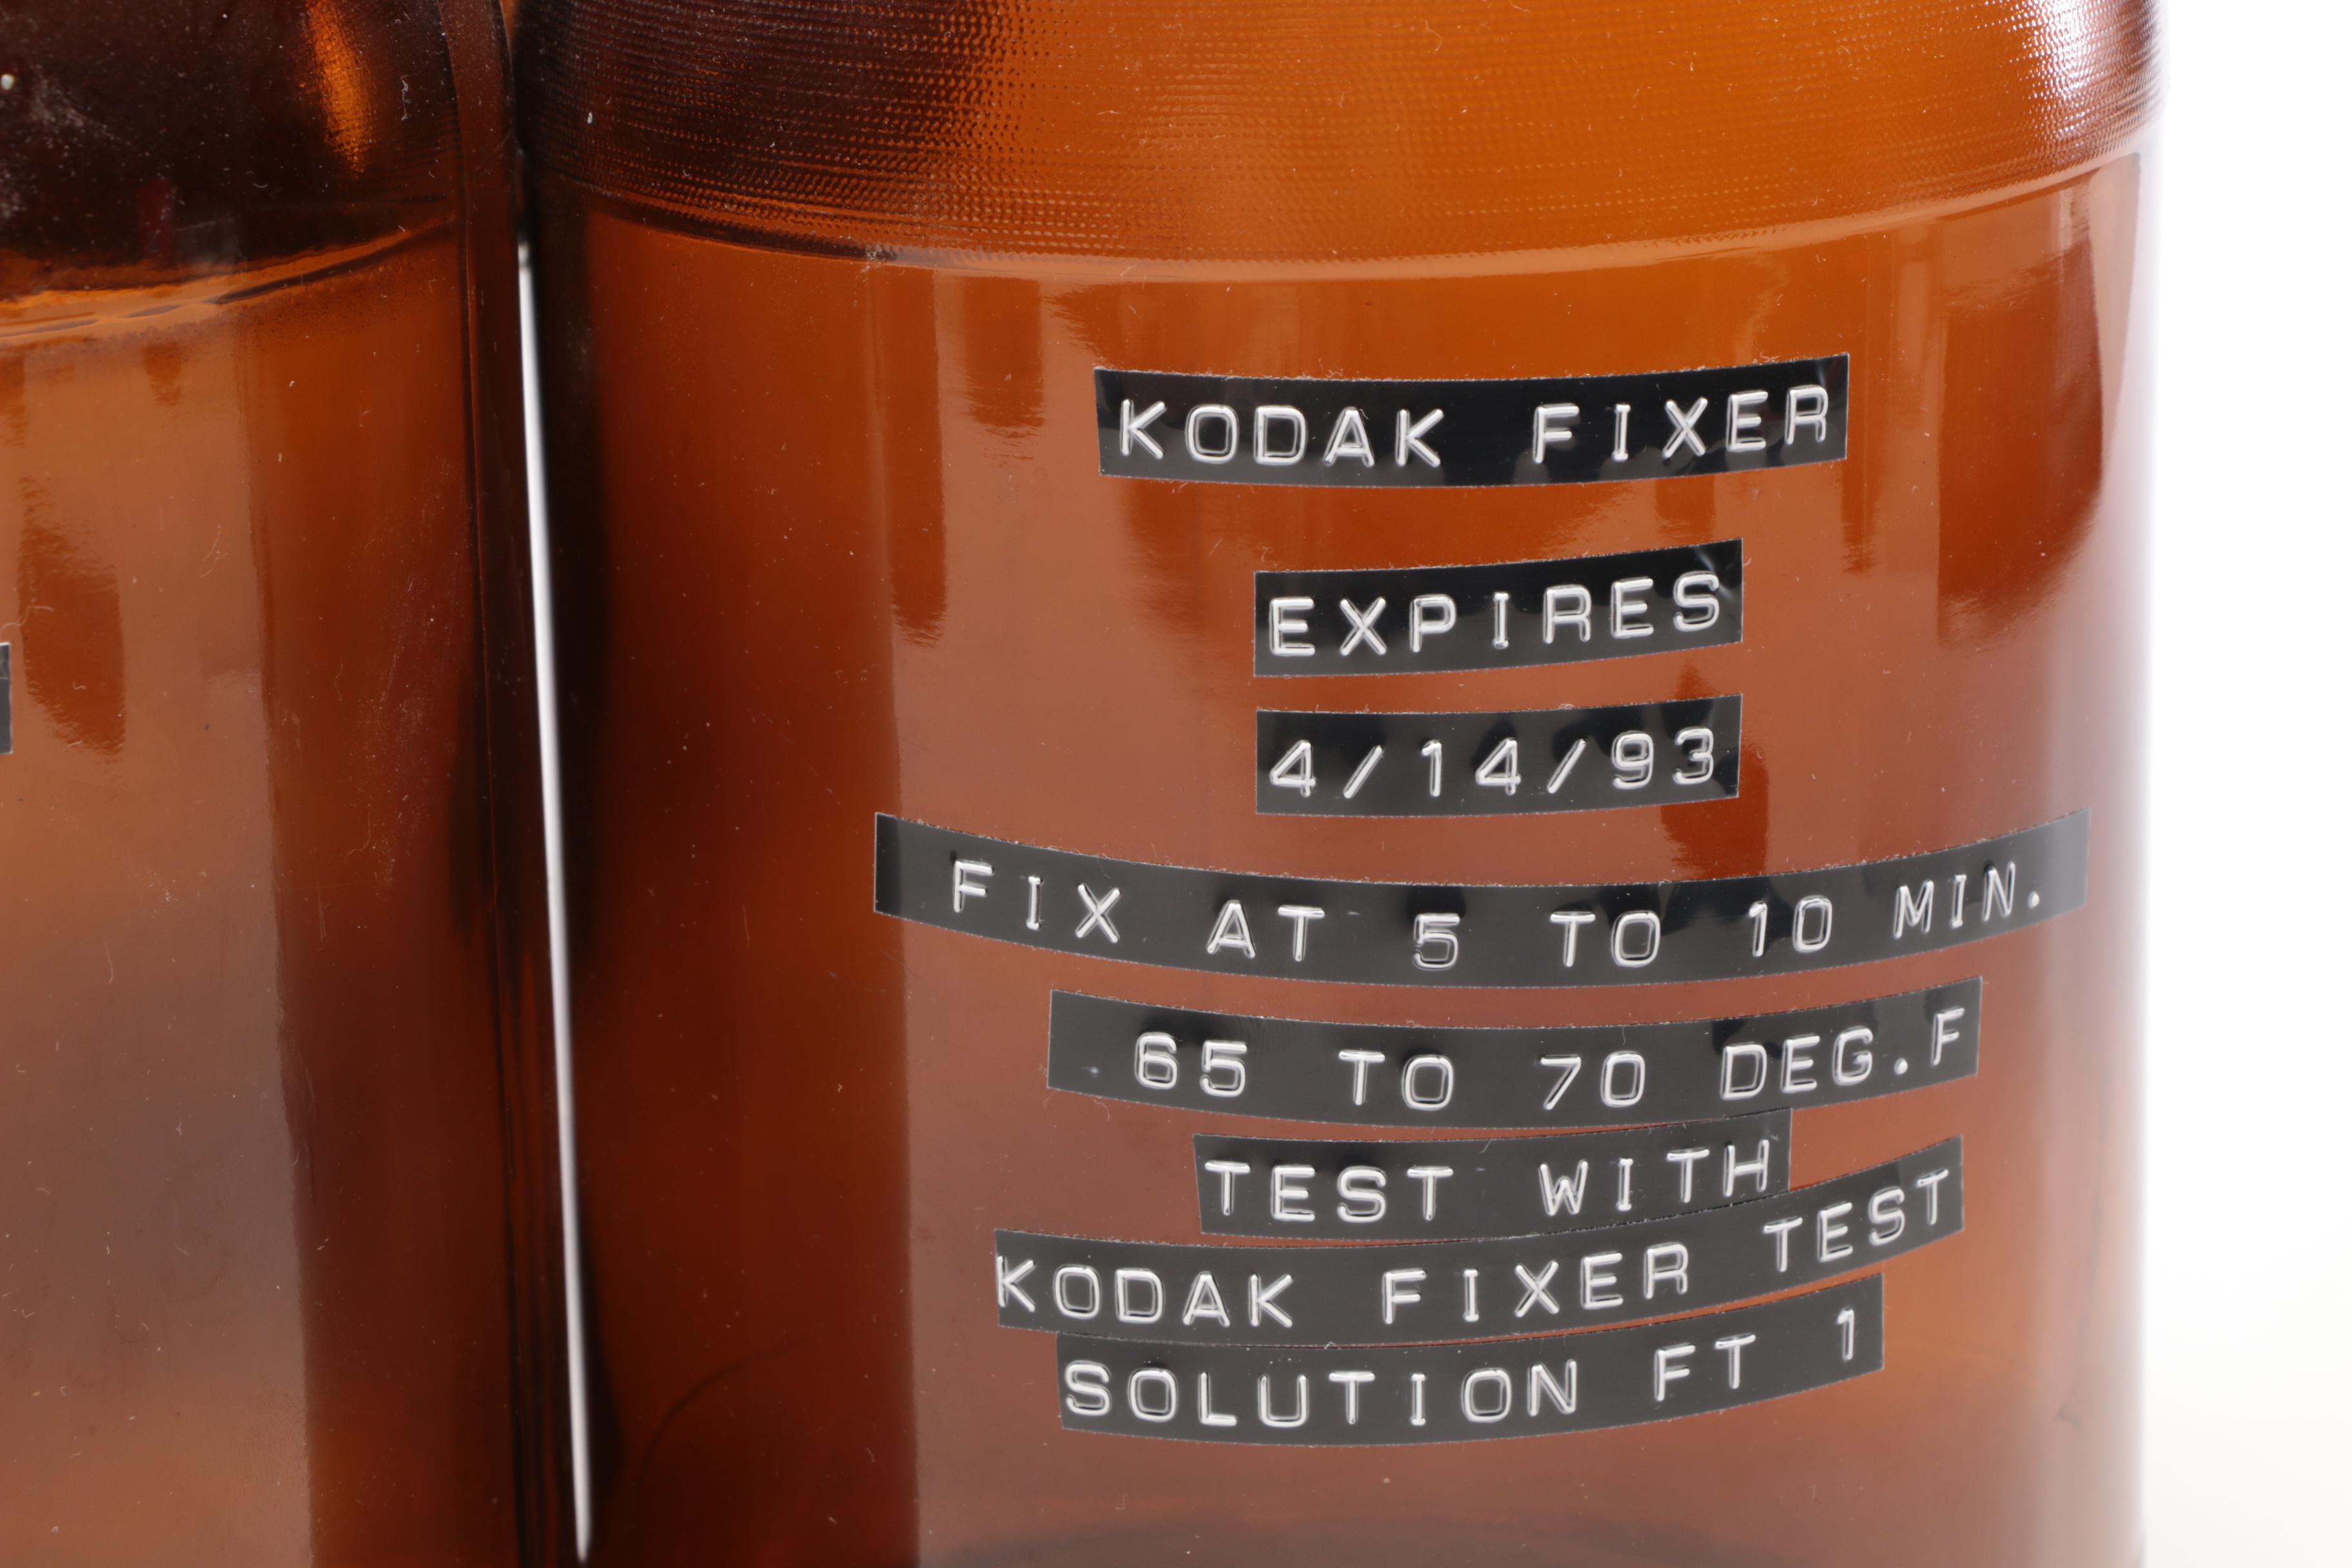 KODAK FIXER
EXPIRES
4/14/93
FIX AT 5 TO 10 MIN.
65 TO 70 DEG.F
TEST WITH
KODAK FIXER TEST
SOLUTION FT 1